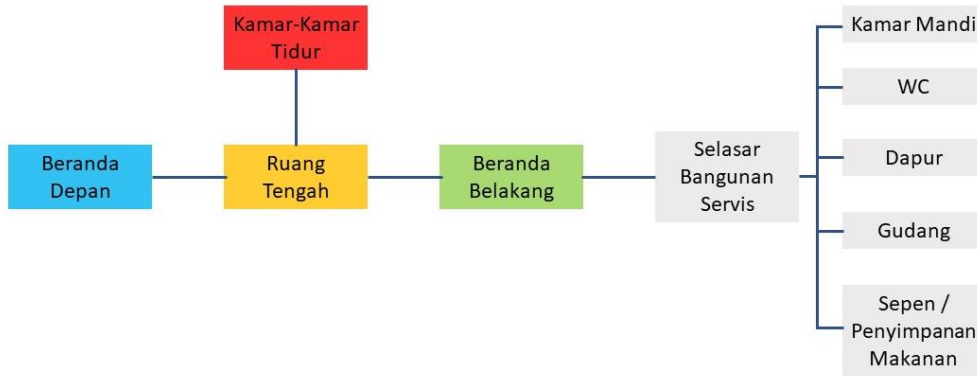 Kamar-Kamar
Tidur
Beranda
Depan
Ruang
Tengah
Beranda
Belakang
Selasar
Bangunan
Servis
Kamar Mandi
WC
Dapur
Gudang
Sepen /
Penyimpanan
Makanan